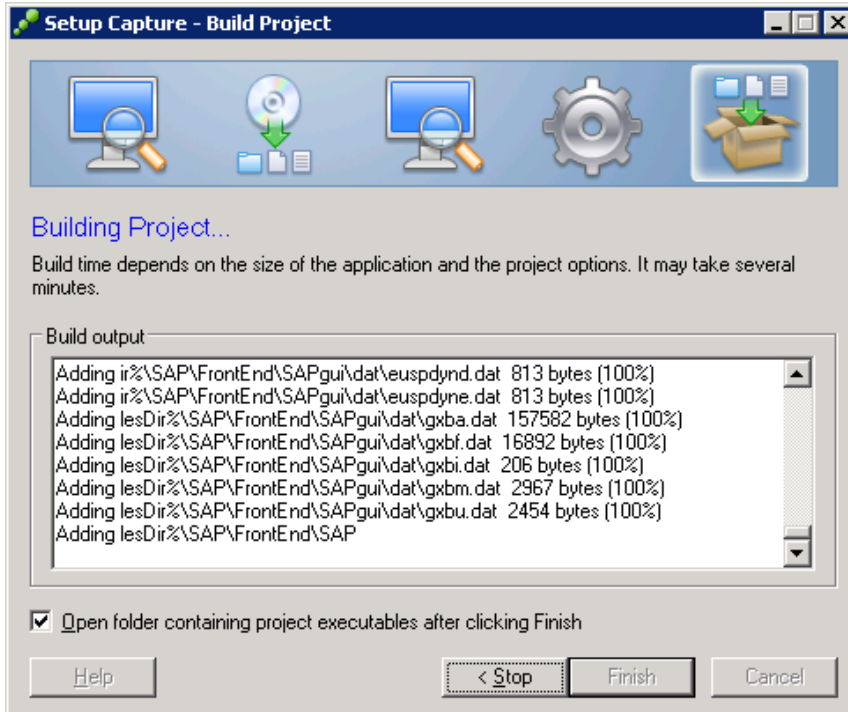 Setup Capture - Build Project
Building Project...
Build time depends on the size of the application and the project options. It may take several
minutes.
Build output
Adding ir%\SAP\FrontEnd\SAPgui\dat\euspdynd.dat 813 bytes (100%)
Adding ir%\SAP\FrontEnd\SAPgui\dat\euspdyne.dat 813 bytes (100%)
Adding lesDir%\SAP\FrontEnd\SAPgui\dat\gxba.dat 157582 bytes (100%)
Adding lesDir%\SAP\FrontEnd\SAPgui\dat\gxbf.dat 16892 bytes (100%)
Adding lesDir%\SAP\FrontEnd\SAPgui\dat\gxbi.dat 206 bytes (100%)
Adding lesDir%\SAP\FrontEnd\SAPgui\dat\gxbm.dat 2967 bytes (100%)
Adding lesDir%\SAP\FrontEnd\SAPgui\dat\gxbu.dat 2454 bytes (100%)
Adding lesDir%\SAP\FrontEnd\SAP
Open folder containing project executables after clicking Finish
Help
< Stop
Finish
Cancel